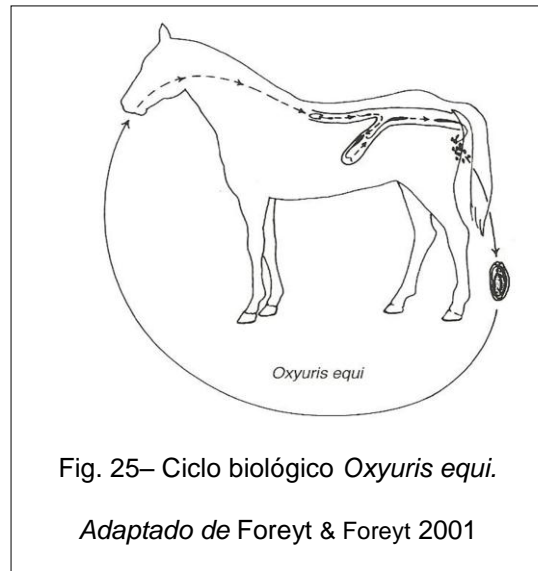 Oxyuris equi
Fig. 25– Ciclo biológico Oxyuris equi.
Adaptado de Foreyt & Foreyt 2001